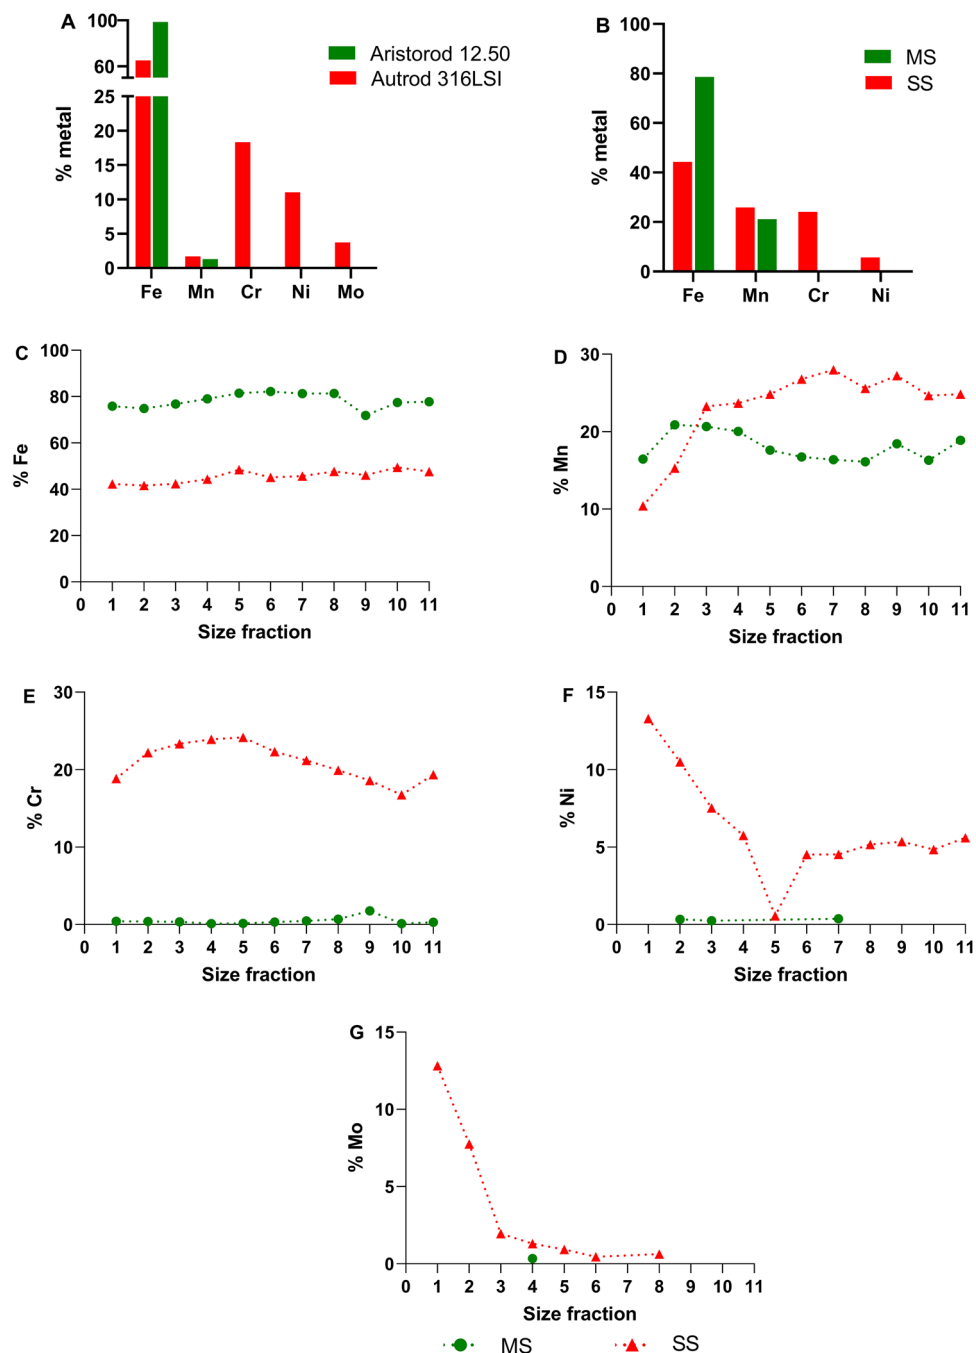 A
100
60
25
20
15
10
5
0
% metal
Fe Mn Cr Ni Mo
Aristorod 12.50
Autrod 316LSI
B
100
80
60
40
20
0
% metal
Fe Mn Cr Ni
MS
SS
C
100
80
60
40
20
0
% Fe
0 1 2 3 4 5 6 7 8 9 10 11
Size fraction
D
30
20
10
0
% Mn
0 1 2 3 4 5 6 7 8 9 10 11
Size fraction
E
30
20
10
0
% Cr
0 1 2 3 4 5 6 7 8 9 10 11
Size fraction
F
15
10
5
0
% Ni
0 1 2 3 4 5 6 7 8 9 10 11
Size fraction
G
15
10
5
0
% Mo
0 1 2 3 4 5 6 7 8 9 10 11
Size fraction
MS SS